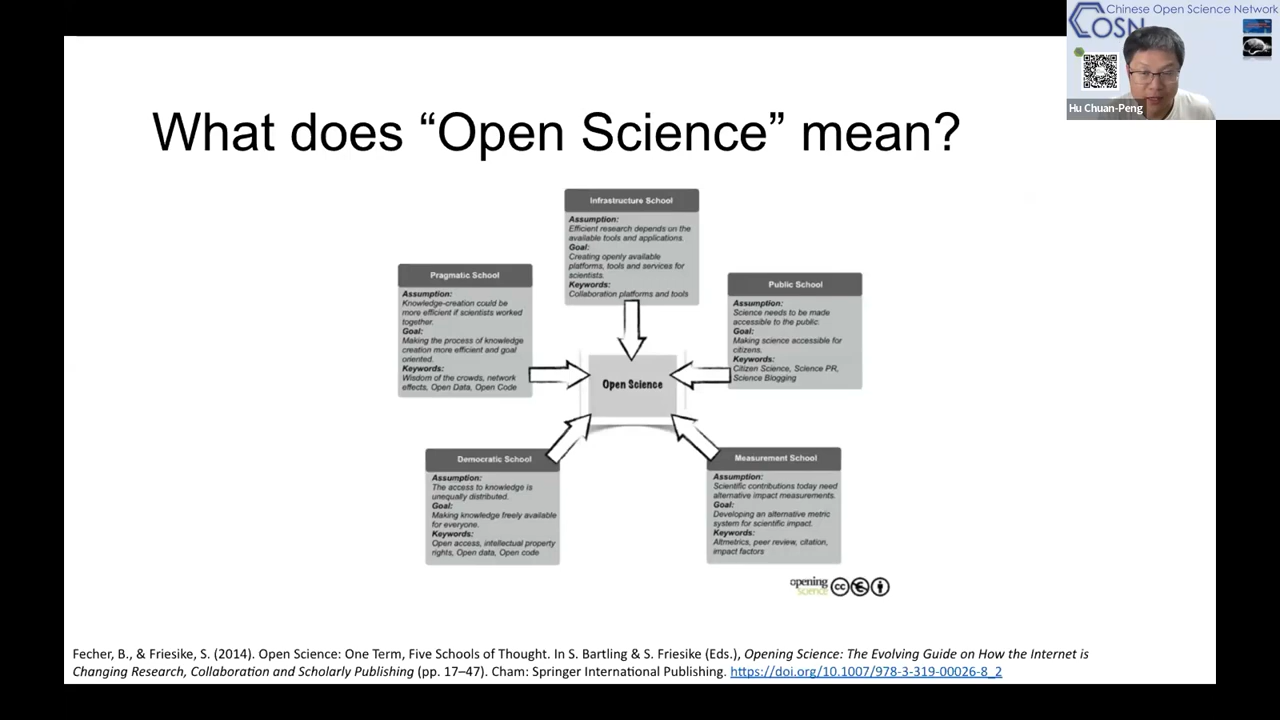 Chinese Open Science Network
COSN
Hu Chuan-Peng
What does “Open Science” mean?
Infrastructure School
Assumption:
Efficient research depends on the
available tools and applications.
Goal:
Creating openly available
platforms, tools and services for
scientists.
Keywords:
Collaboration platforms and tools
Pragmatic School
Assumption:
Knowledge-creation could be
more efficient if scientists worked
together.
Goal:
Making the process of knowledge
creation more efficient and goal
oriented.
Keywords:
Wisdom of the crowds, network
effects, Open Data, Open Code
Public School
Assumption:
Science needs to be made
accessible to the public.
Goal:
Making science accessible for
citizens.
Keywords:
Citizen Science, Science PR,
Science Blogging
Open Science
Democratic School
Assumption:
The access to knowledge is
unequally distributed.
Goal:
Making knowledge freely available
for everyone.
Keywords:
Open access, intellectual property
rights, Open data, Open code
Measurement School
Assumption:
Scientific contributions today need
alternative impact measurements.
Goal:
Developing an alternative metric
system for scientific impact.
Keywords:
Altmetrics, peer review, citation,
impact factors
opening
science
cc
Fecher, B., & Friesike, S. (2014). Open Science: One Term, Five Schools of Thought. In S. Bartling & S. Friesike (Eds.), Opening Science: The Evolving Guide on How the Internet is
Changing Research, Collaboration and Scholarly Publishing (pp. 17–47). Cham: Springer International Publishing. https://doi.org/10.1007/978-3-319-00026-8_2